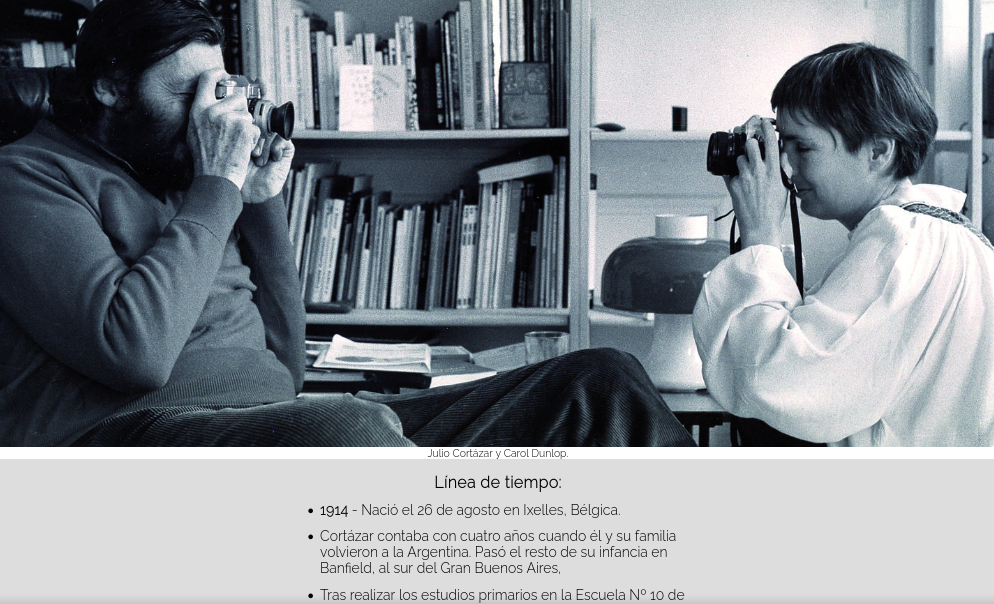 Julio Cortázar y Carol Dunlop.
Línea de tiempo:
• 1914 - Nació el 26 de agosto en Ixelles, Bélgica.
• Cortázar contaba con cuatro años cuando él y su familia
volvieron a la Argentina. Pasó el resto de su infancia en
Banfield, al sur del Gran Buenos Aires,
• Tras realizar los estudios primarios en la Escuela Nº 10 de